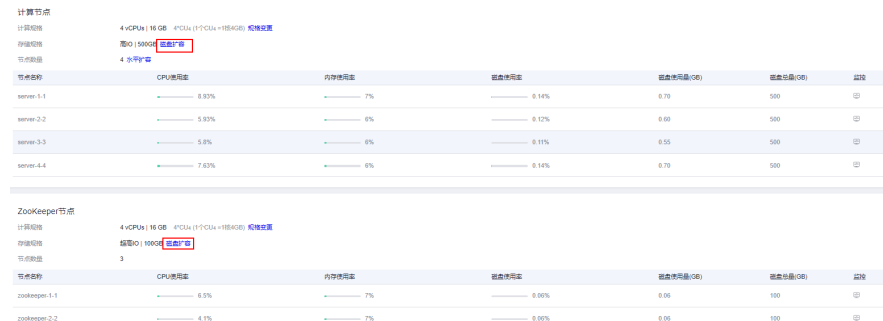 计算节点
计算规格 4 vCPUs | 16 GB 4*CUs (1个CUs =1核4GB) 规格变更
存储规格 高IO | 500GB 磁盘扩容
节点数量 4 水平扩容
节点名称 CPU使用率 内存使用率 磁盘使用率 磁盘使用量(GB) 磁盘总量(GB) 监控
server-1-1 8.93% 7% 0.14% 0.70 500
server-2-2 5.93% 6% 0.12% 0.60 500
server-3-3 5.8% 6% 0.11% 0.55 500
server-4-4 7.63% 6% 0.14% 0.70 500
ZooKeeper节点
计算规格 4 vCPUs | 16 GB 4*CUs (1个CUs =1核4GB) 规格变更
存储规格 超高IO | 100GB 磁盘扩容
节点数量 3
节点名称 CPU使用率 内存使用率 磁盘使用率 磁盘使用量(GB) 磁盘总量(GB) 监控
zookeeper-1-1 6.5% 7% 0.06% 0.06 100
zookeeper-2-2 4.1% 7% 0.06% 0.06 100